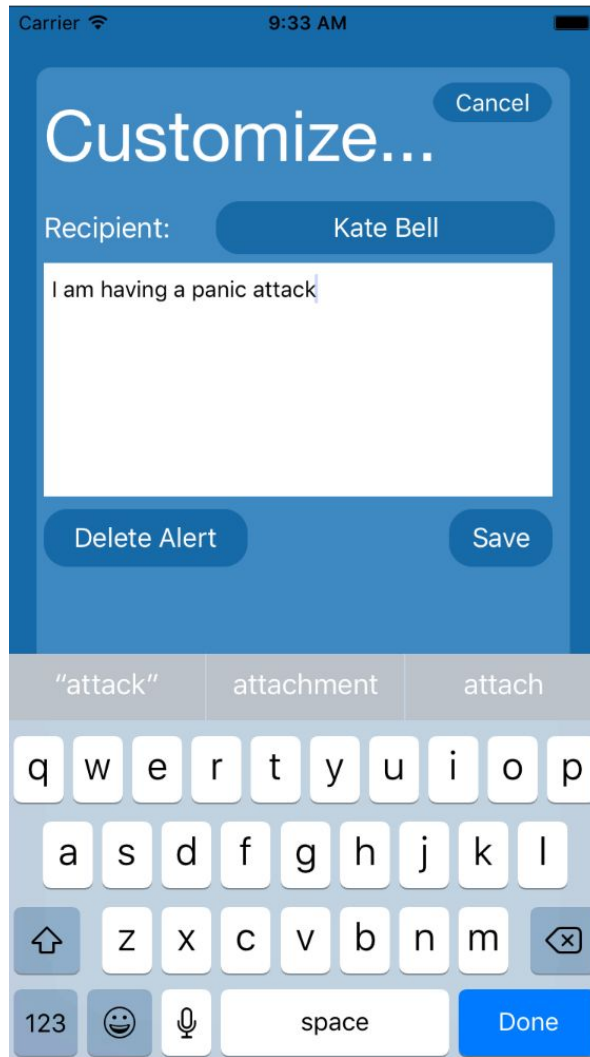 Carrier 9:33 AM
Cancel
Customize...
Recipient: Kate Bell
I am having a panic attack
Delete Alert Save
“attack” attachment attach
q w e r t y u i o p
a s d f g h j k l
z x c v b n m
123 space Done